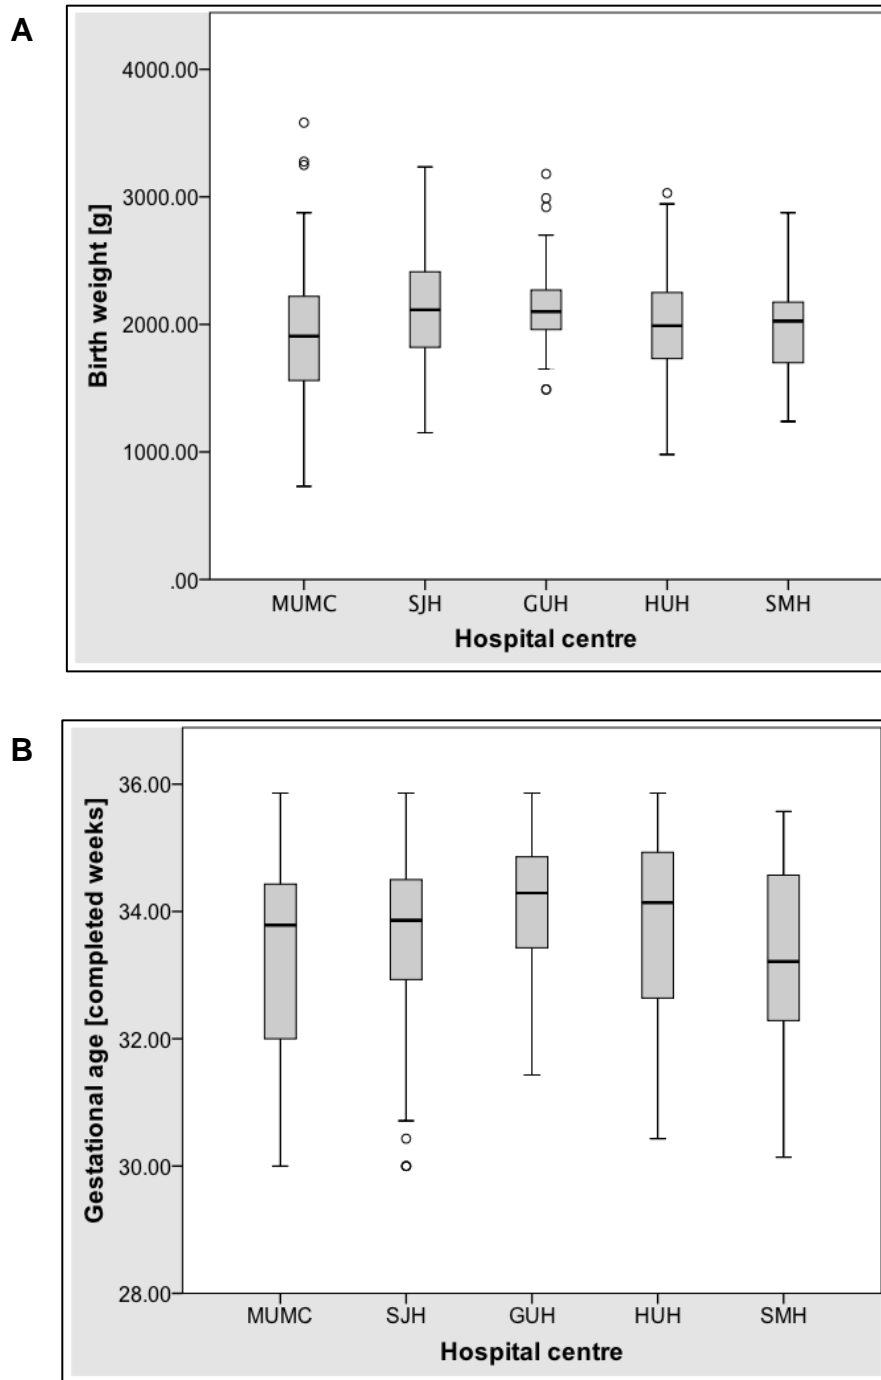 A
Birth weight [g]
4000.00
3000.00
2000.00
1000.00
.00
MUMC SJH GUH HUH SMH
Hospital centre
B
Gestational age [completed weeks]
36.00
34.00
32.00
30.00
28.00
MUMC SJH GUH HUH SMH
Hospital centre